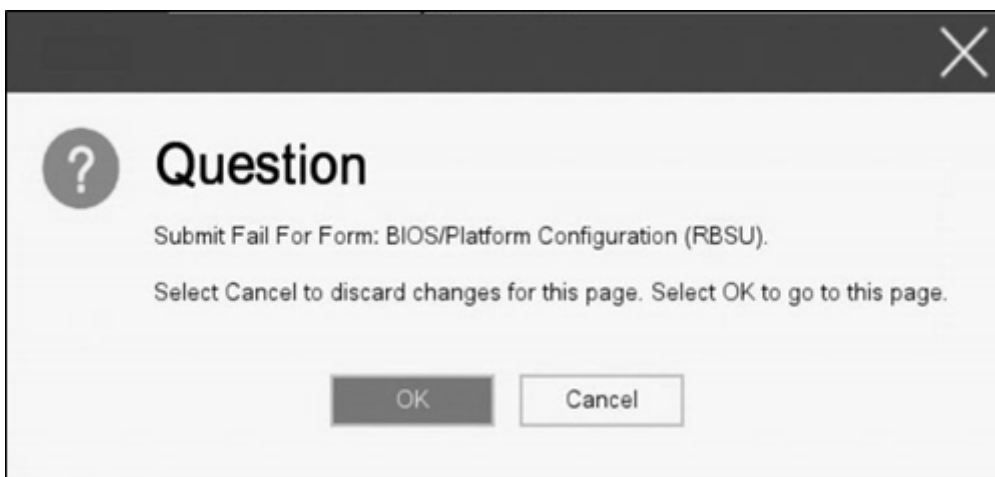 ?
Question
Submit Fail For Form: BIOS/Platform Configuration (RBSU).
Select Cancel to discard changes for this page. Select OK to go to this page.
OK Cancel